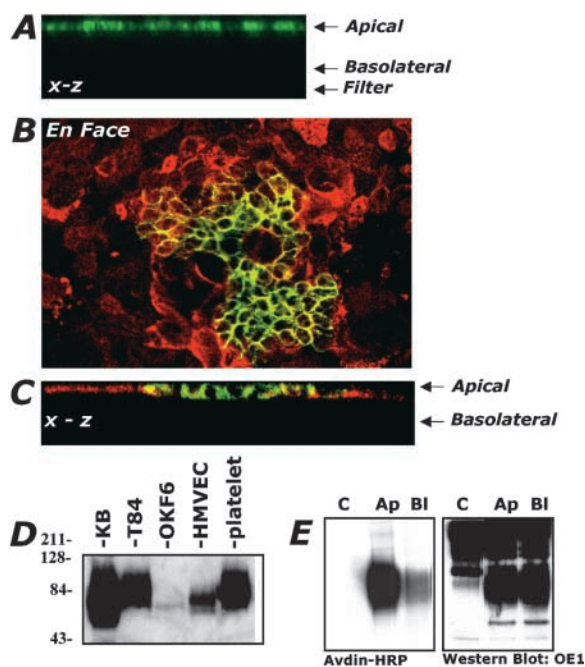 A
Apical
Basolateral
x-z
Filter
B En Face
C
Apical
x - z
Basolateral
D
-KB
-T84
-OKF6
-HMVEC
-platelet
211-
128-
84-
43-
E
C Ap Bl C Ap Bl
Avdin-HRP Western Blot: OE1